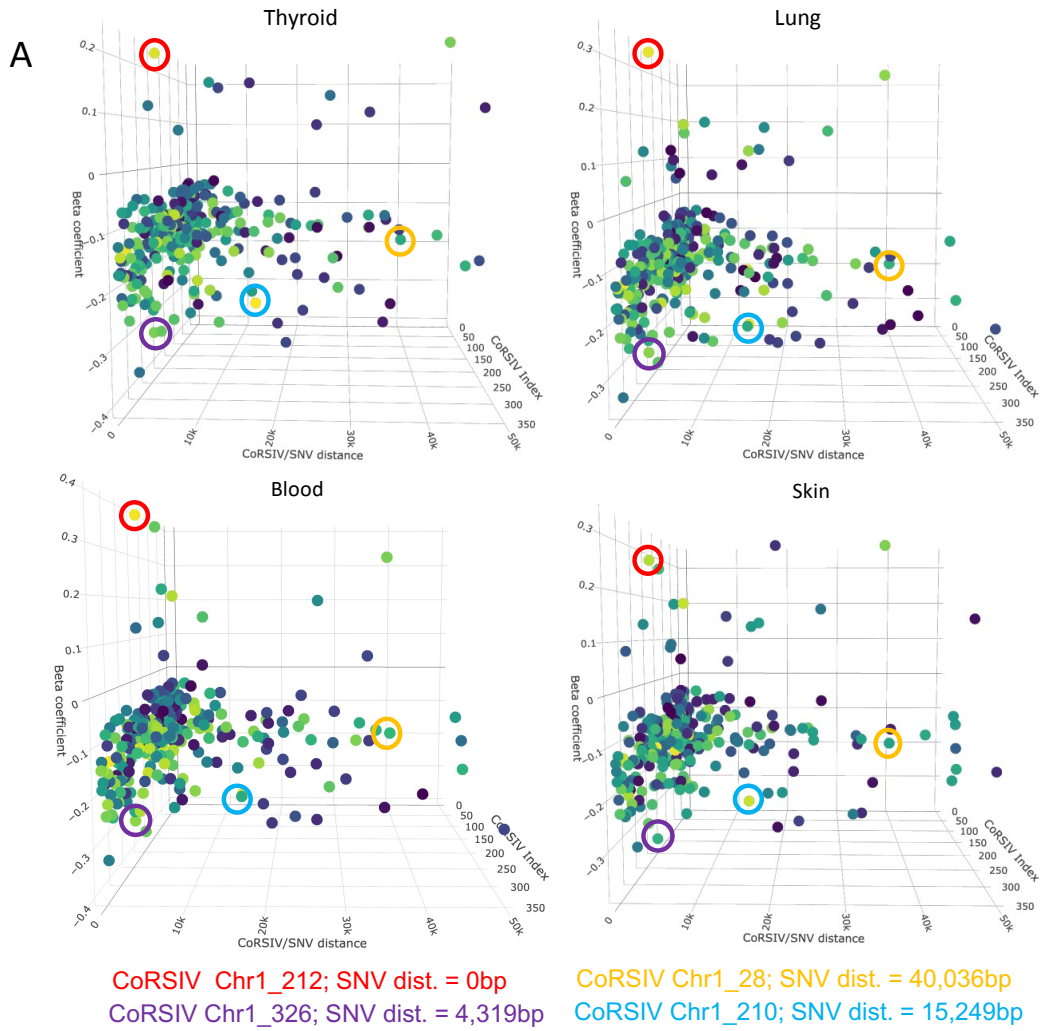 A
Thyroid
0.2
0.1
0
−0.1
−0.2
−0.3
−0.4
Beta coefficient
0
10k
20k
30k
40k
50k
CoRSIV/SNV distance
0
50
100
150
200
250
300
350
CoRSIV Index
Lung
0.3
0.2
0.1
0
−0.1
−0.2
−0.3
Beta coefficient
0
10k
20k
30k
40k
50k
CoRSIV/SNV distance
0
50
100
150
200
250
300
350
CoRSIV Index
Blood
0.4
0.3
0.2
0.1
0
−0.1
−0.2
−0.3
−0.4
Beta coefficient
0
10k
20k
30k
40k
50k
CoRSIV/SNV distance
0
50
100
150
200
250
300
350
CoRSIV Index
Skin
0.3
0.2
0.1
0
−0.1
−0.2
−0.3
Beta coefficient
0
10k
20k
30k
40k
50k
CoRSIV/SNV distance
0
50
100
150
200
250
300
350
CoRSIV Index
CoRSIV Chr1_212; SNV dist. = 0bp
CoRSIV Chr1_28; SNV dist. = 40,036bp
CoRSIV Chr1_326; SNV dist. = 4,319bp
CoRSIV Chr1_210; SNV dist. = 15,249bp